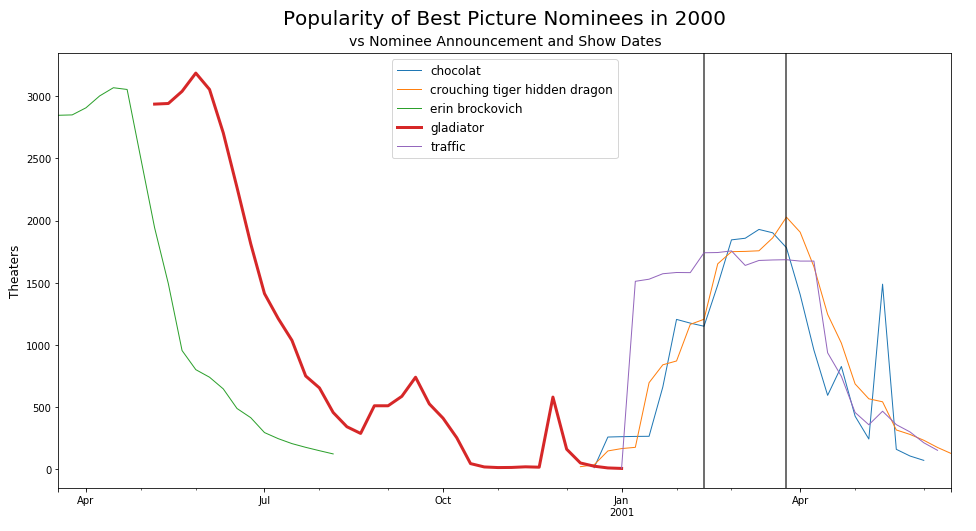 Popularity of Best Picture Nominees in 2000
vs Nominee Announcement and Show Dates
chocolat
crouching tiger hidden dragon
erin brockovich
gladiator
traffic
Theaters
3000
2500
2000
1500
1000
500
0
Apr
Jul
Oct
Jan
2001
Apr